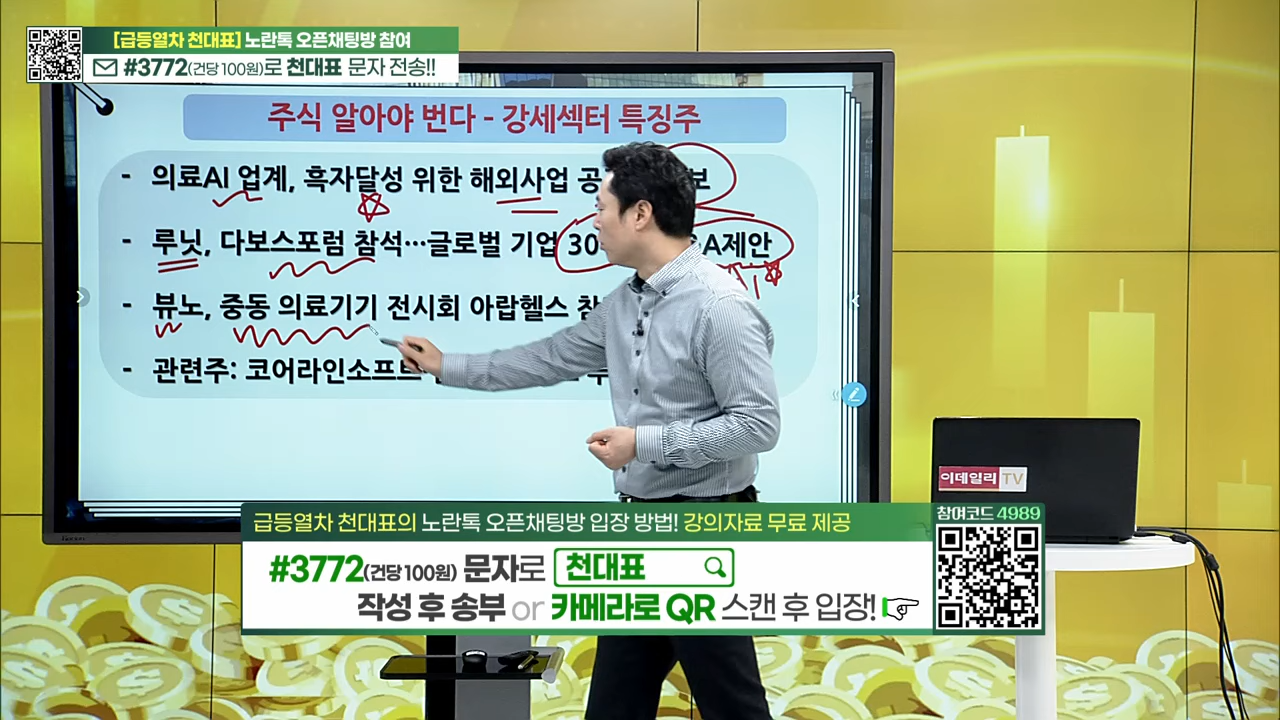 [급등열차 천대표] 노란톡 오픈채팅방 참여
#3772(건당 100원)로 천대표 문자 전송!!
주식 알아야 번다 - 강세섹터 특징주
- 의료AI 업계, 흑자달성 위한 해외사업 공 보
- 루닛, 다보스포럼 참석…글로벌 기업 30 A제안
- 뷰노, 중동 의료기기 전시회 아랍헬스 참
- 관련주: 코어라인소프트
이데일리 TV
급등열차 천대표의 노란톡 오픈채팅방 입장 방법! 강의자료 무료 제공
참여코드 4989
#3772(건당 100원) 문자로 천대표
작성 후 송부 or 카메라로 QR 스캔 후 입장!